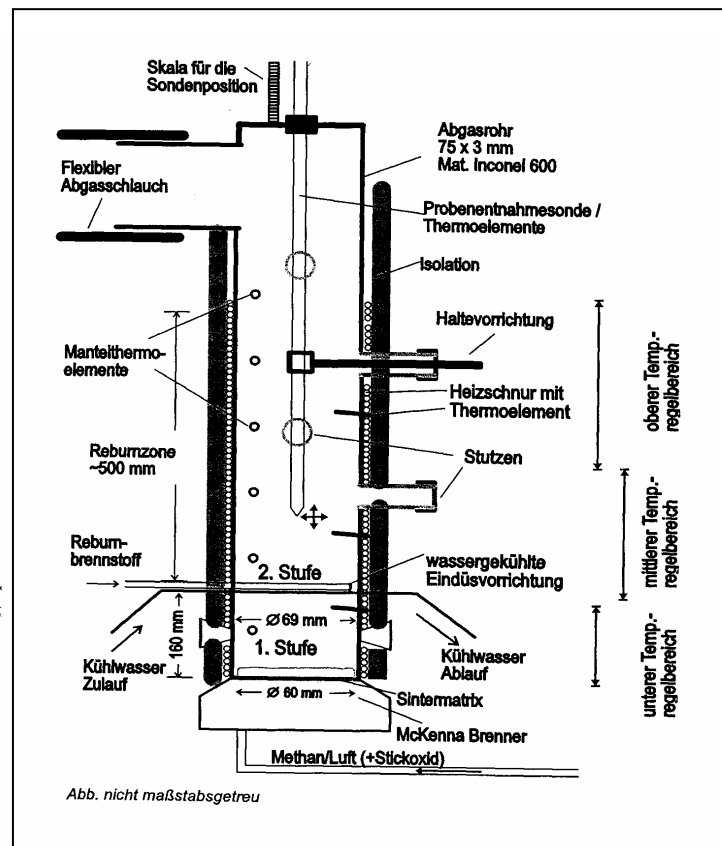 Skala für die
Sondenposition
Abgasrohr
75 x 3 mm
Mat. Inconel 600
Flexibler
Abgasschlauch
Probenentnahmesonde /
Thermoelemente
Isolation
Haltevorrichtung
Mantelthermo-
elemente
Heizschnur mit
Thermoelement
oberer Temp.-
regelbereich
Reburnzone
~500 mm
Stutzen
mittlerer Temp.-
regelbereich
Reburn-
brennstoff
2. Stufe
wassergekühlte
Eindüsvorrichtung
160 mm
Ø 69 mm
1. Stufe
Kühlwasser
Zulauf
Kühlwasser
Ablauf
unterer Temp.-
regelbereich
Ø 60 mm
Sintermatrix
McKenna Brenner
Methan/Luft (+Stickoxid)
Abb. nicht maßstabsgetreu